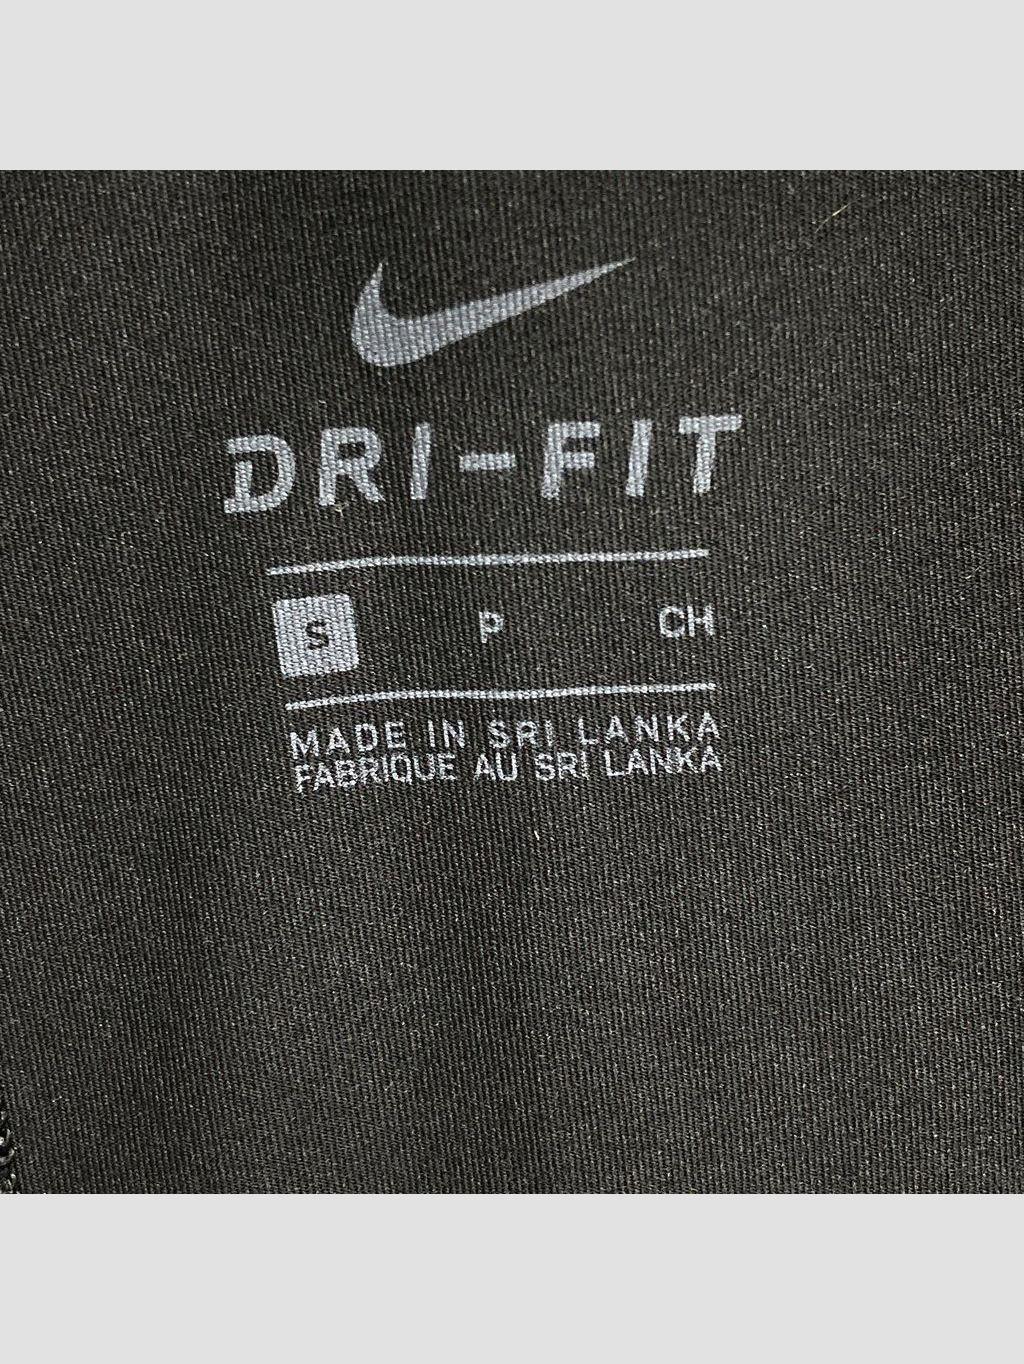 DRI-FIT
S P CH
MADE IN SRI LANKA
FABRIQUE AU SRI LANKA